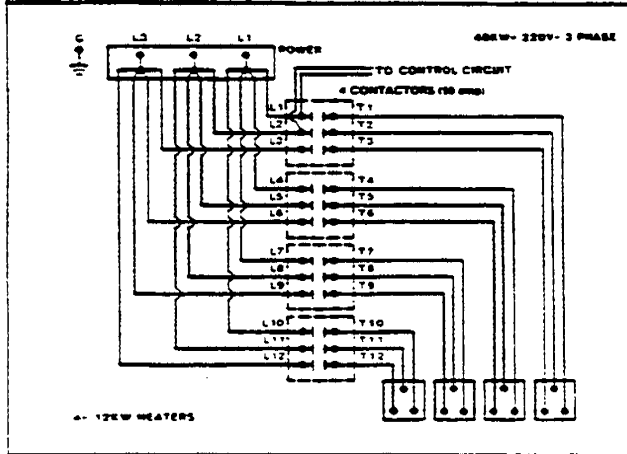 G L3 L2 L1
48KW- 220V- 3 PHASE
POWER
TO CONTROL CIRCUIT
4 CONTACTORS (50 amp)
L1 T1
L2 T2
L3 T3
L4 T4
L5 T5
L6 T6
L7 T7
L8 T8
L9 T9
L10 T10
L11 T11
L12 T12
4- 12KW HEATERS